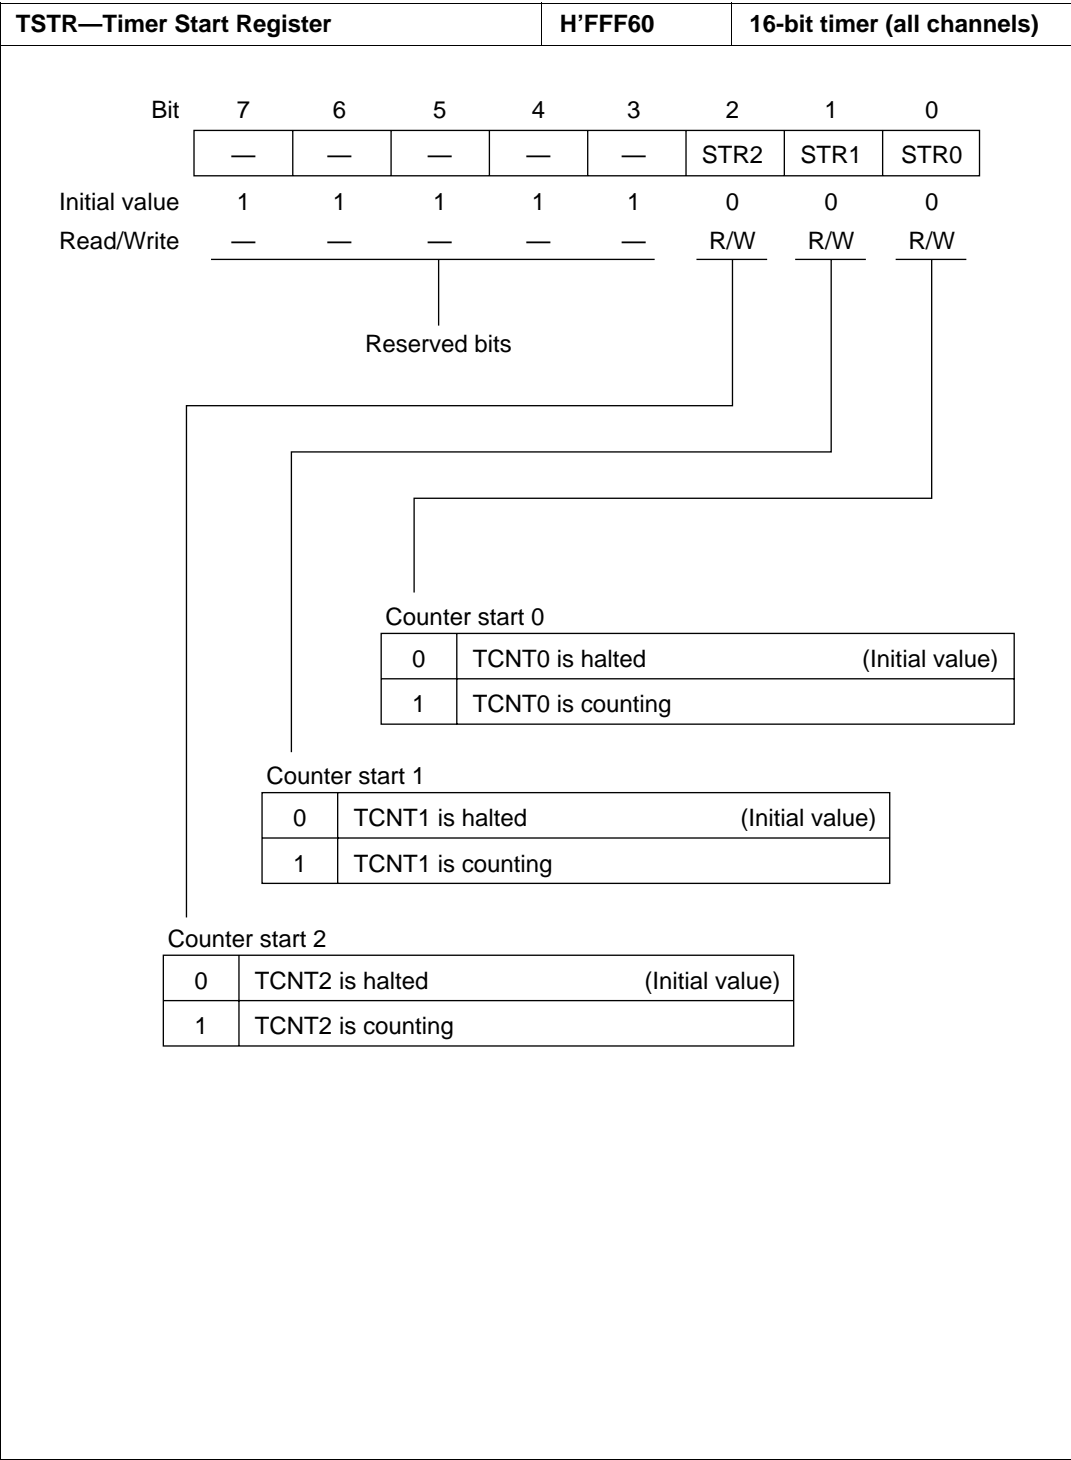 TSTR—Timer Start Register H'FFF60 16-bit timer (all channels)
Bit 7 6 5 4 3 2 1 0
— — — — — STR2 STR1 STR0
Initial value 1 1 1 1 1 0 0 0
Read/Write — — — — — R/W R/W R/W
Reserved bits
Counter start 0
0 TCNT0 is halted (Initial value)
1 TCNT0 is counting
Counter start 1
0 TCNT1 is halted (Initial value)
1 TCNT1 is counting
Counter start 2
0 TCNT2 is halted (Initial value)
1 TCNT2 is counting